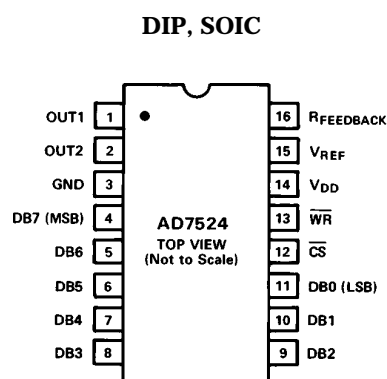 DIP, SOIC
OUT1 1 16 RFEEDBACK
OUT2 2 15 VREF
GND 3 14 VDD
DB7 (MSB) 4 13 W̅R̅
DB6 5 12 C̅S̅
DB5 6 11 DB0 (LSB)
DB4 7 10 DB1
DB3 8 9 DB2
AD7524
TOP VIEW
(Not to Scale)